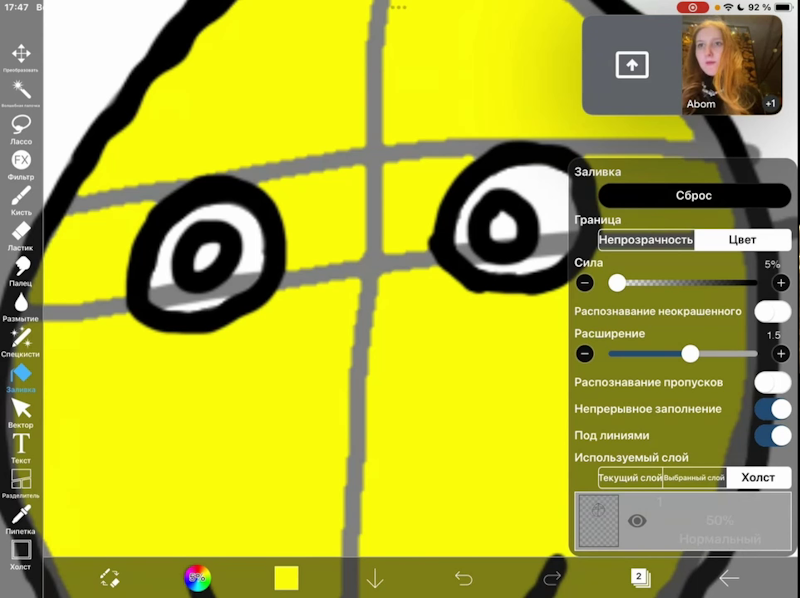 17:47
92 %
Преобразовать
Волшебная палочка
Лассо
FX
Фильтр
Кисть
Ластик
Палец
Размытие
Спецкисти
Заливка
Вектор
T
Текст
Разделитель
Пипетка
Холст
Abom
+1
Заливка
Сброс
Граница
Непрозрачность Цвет
Сила
5%
Распознавание неокрашенного
Расширение
1.5
Распознавание пропусков
Непрерывное заполнение
Под линиями
Используемый слой
Текущий слой Выбранный слой Холст
1
60%
Нормальный
2